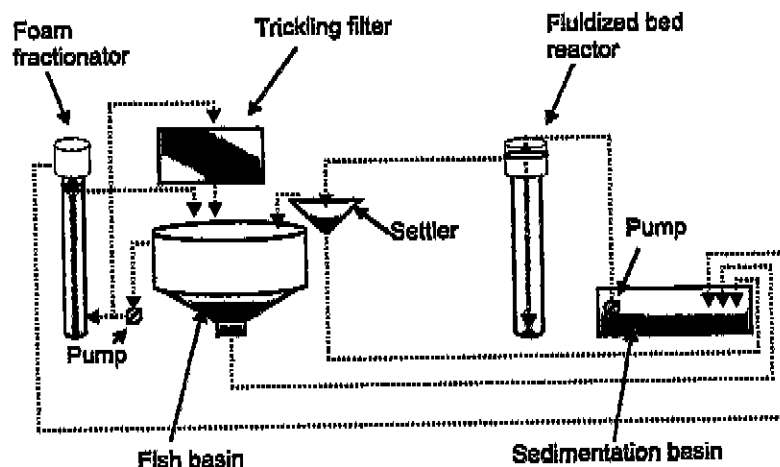 Foam
fractionator
Trickling filter
Fluidized bed
reactor
Settler
Pump
Pump
Fish basin
Sedimentation basin